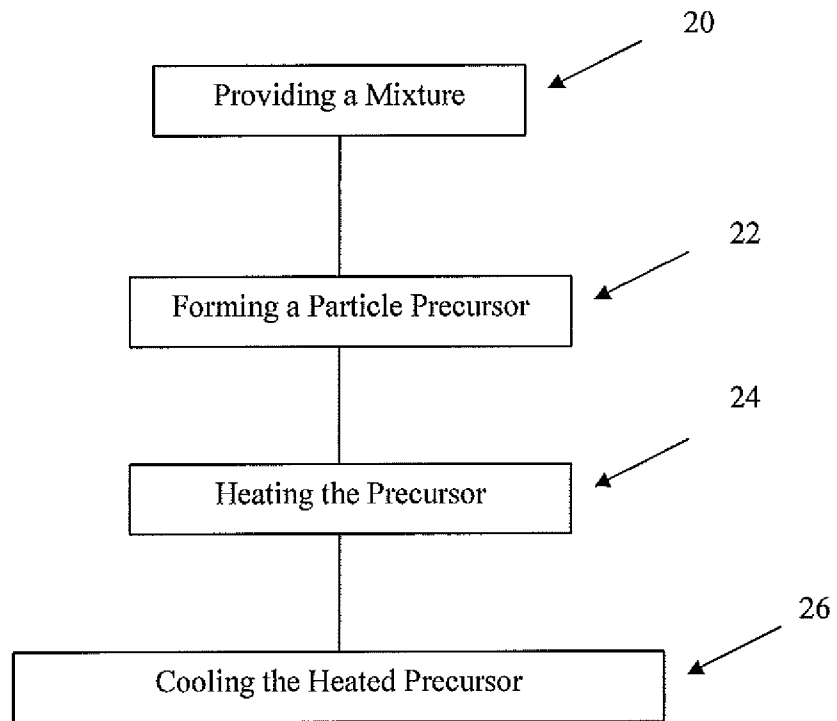 20
Providing a Mixture
22
Forming a Particle Precursor
24
Heating the Precursor
26
Cooling the Heated Precursor